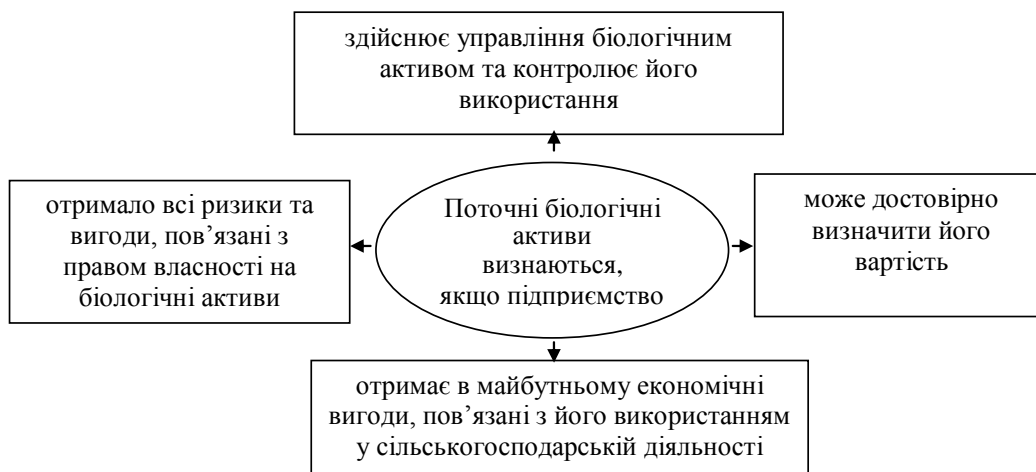 здійснює управління біологічним
активом та контролює його
використання
отримало всі ризики та
вигоди, пов’язані з
правом власності на
біологічні активи
Поточні біологічні
активи
визнаються,
якщо підприємство
може достовірно
визначити його
вартість
отримає в майбутньому економічні
вигоди, пов’язані з його використанням
у сільськогосподарській діяльності